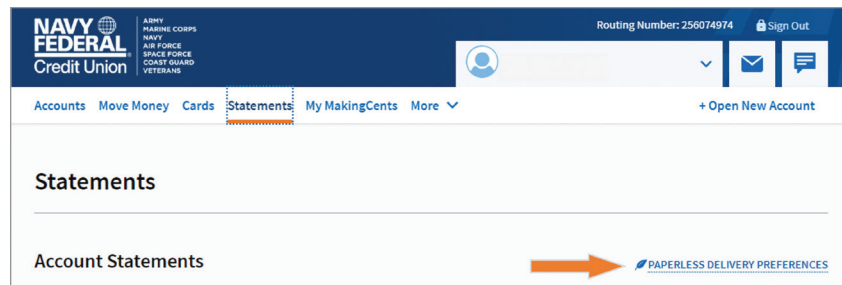 NAVY
FEDERAL
Credit Union
ARMY
MARINE CORPS
NAVY
AIR FORCE
SPACE FORCE
COAST GUARD
VETERANS
Routing Number: 256074974 Sign Out
Accounts Move Money Cards Statements My MakingCents More + Open New Account
Statements
Account Statements PAPERLESS DELIVERY PREFERENCES